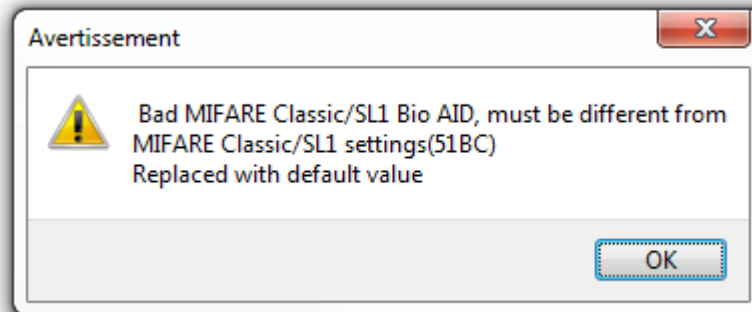 Avertissement
Bad MIFARE Classic/SL1 Bio AID, must be different from
MIFARE Classic/SL1 settings(51BC)
Replaced with default value
OK